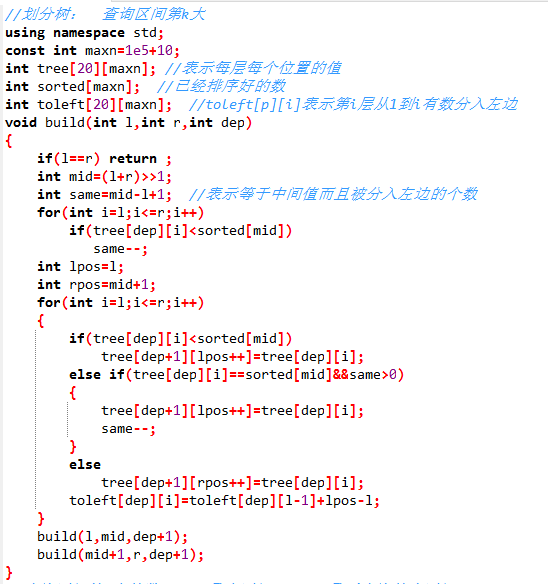 //划分树：  查询区间第k大
using namespace std;
const int maxn=1e5+10;
int tree[20][maxn]; //表示每层每个位置的值
int sorted[maxn];  //已经排序好的数
int toleft[20][maxn];  //toleft[p][i]表示第i层从1到i有数分入左边
void build(int l,int r,int dep)
{
    if(l==r) return ;
    int mid=(l+r)>>1;
    int same=mid-l+1;  //表示等于中间值而且被分入左边的个数
    for(int i=l;i<=r;i++)
        if(tree[dep][i]<sorted[mid])
           same--;
    int lpos=l;
    int rpos=mid+1;
    for(int i=l;i<=r;i++)
    {
        if(tree[dep][i]<sorted[mid])
            tree[dep+1][lpos++]=tree[dep][i];
        else if(tree[dep][i]==sorted[mid]&&same>0)
        {
            tree[dep+1][lpos++]=tree[dep][i];
            same--;
        }
        else
            tree[dep+1][rpos++]=tree[dep][i];
        toleft[dep][i]=toleft[dep][l-1]+lpos-l;
    }
    build(l,mid,dep+1);
    build(mid+1,r,dep+1);
}